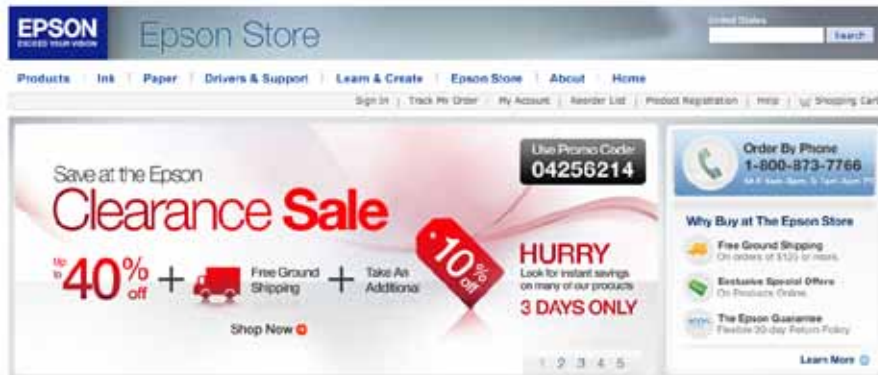 EPSON
EXCEED YOUR VISION
Epson Store
United States
Search
Products Ink Paper Drivers & Support Learn & Create Epson Store About Home
Sign In | Track My Order | My Account | Reorder List | Product Registration | Help | Shopping Cart
Save at the Epson
Clearance Sale
Up to 40% off + Free Ground Shipping + Take An Additional 10% off
Shop Now
Use Promo Code:
04256214
HURRY
Look for instant savings
on many of our products
3 DAYS ONLY
1 2 3 4 5
Order By Phone
1-800-873-7766
Why Buy at The Epson Store
Free Ground Shipping
On orders of $125 or more.
Exclusive Special Offers
On Products Online.
The Epson Guarantee
Flexible 30-day Return Policy
Learn More